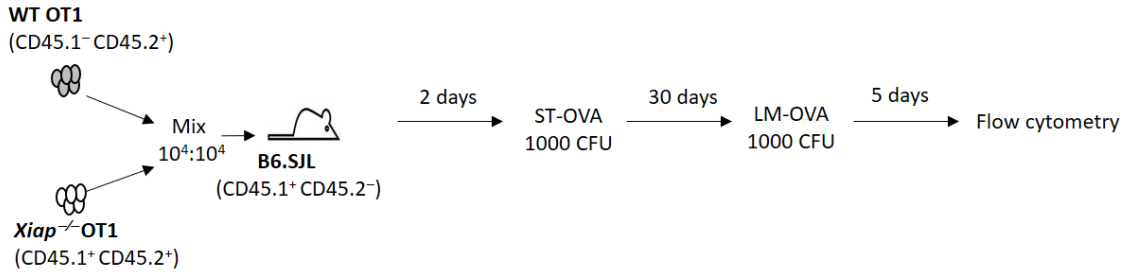 WT OT1
(CD45.1⁻ CD45.2⁺)
Mix
10⁴:10⁴
Xiap⁻/⁻OT1
(CD45.1⁺ CD45.2⁺)
B6.SJL
(CD45.1⁺ CD45.2⁻)
2 days
ST-OVA
1000 CFU
30 days
LM-OVA
1000 CFU
5 days
Flow cytometry